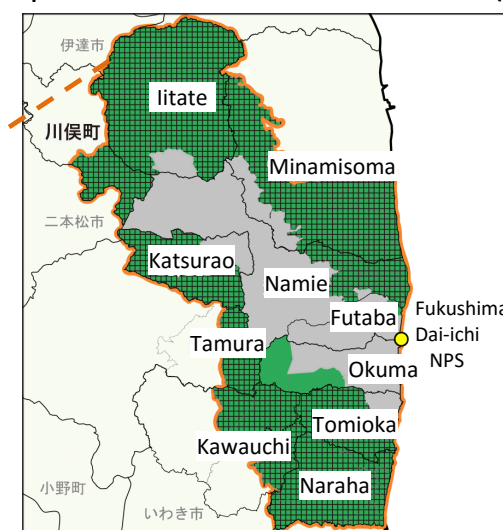 伊達市
Iitate
川俣町
Minamisoma
二本松市
Katsurao
Namie
Futaba
Fukushima
Dai-ichi
NPS
Tamura
Okuma
Tomioka
Kawauchi
Naraha
小野町
いわき市